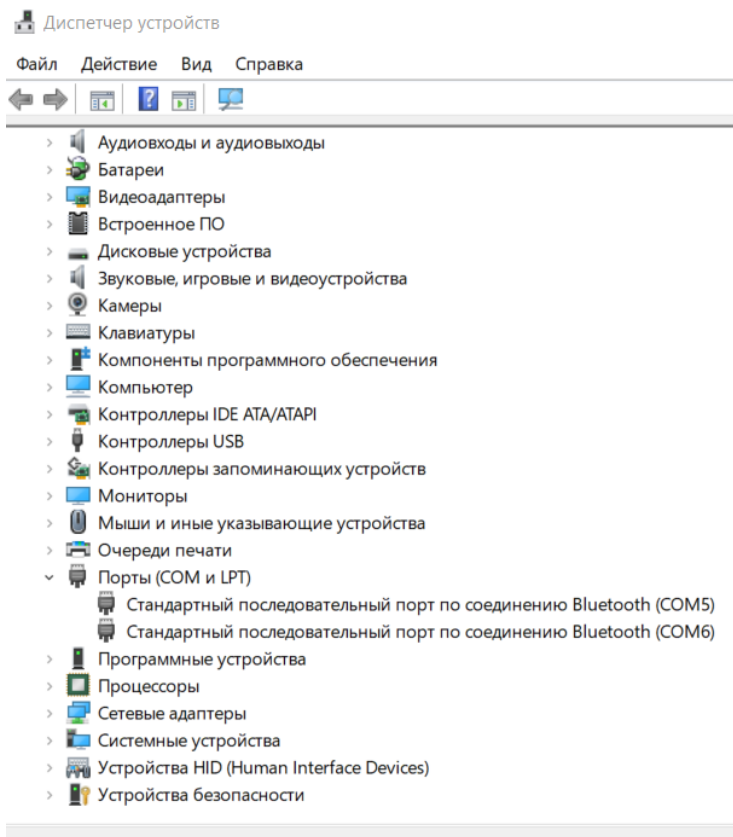 Диспетчер устройств
Файл Действие Вид Справка
Аудиовходы и аудиовыходы
Батареи
Видеоадаптеры
Встроенное ПО
Дисковые устройства
Звуковые, игровые и видеоустройства
Камеры
Клавиатуры
Компоненты программного обеспечения
Компьютер
Контроллеры IDE ATA/ATAPI
Контроллеры USB
Контроллеры запоминающих устройств
Мониторы
Мыши и иные указывающие устройства
Очереди печати
Порты (COM и LPT)
Стандартный последовательный порт по соединению Bluetooth (COM5)
Стандартный последовательный порт по соединению Bluetooth (COM6)
Программные устройства
Процессоры
Сетевые адаптеры
Системные устройства
Устройства HID (Human Interface Devices)
Устройства безопасности